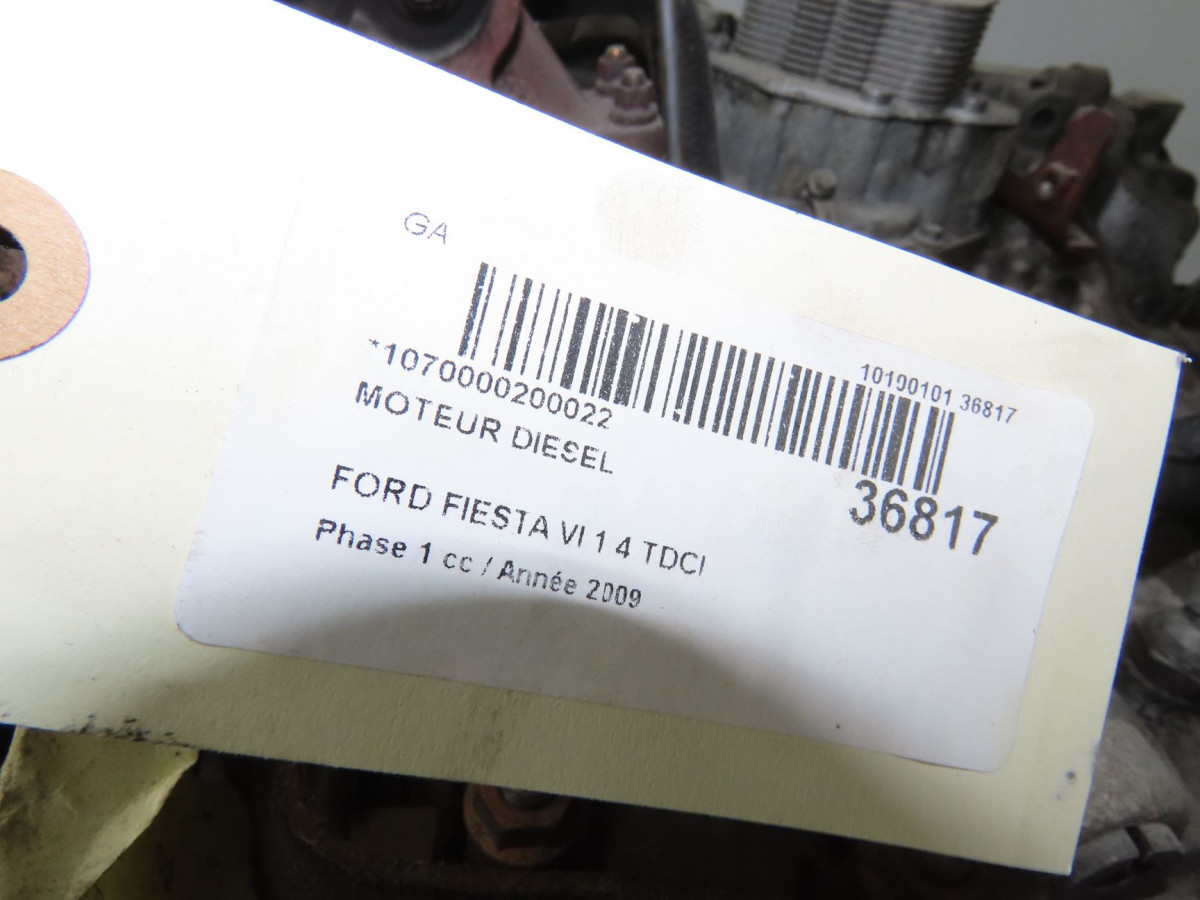 GA
10100101 36817
*1070000200022
MOTEUR DIESEL
36817
FORD FIESTA VI 1 4 TDCI
Phase 1 cc / Année 2009